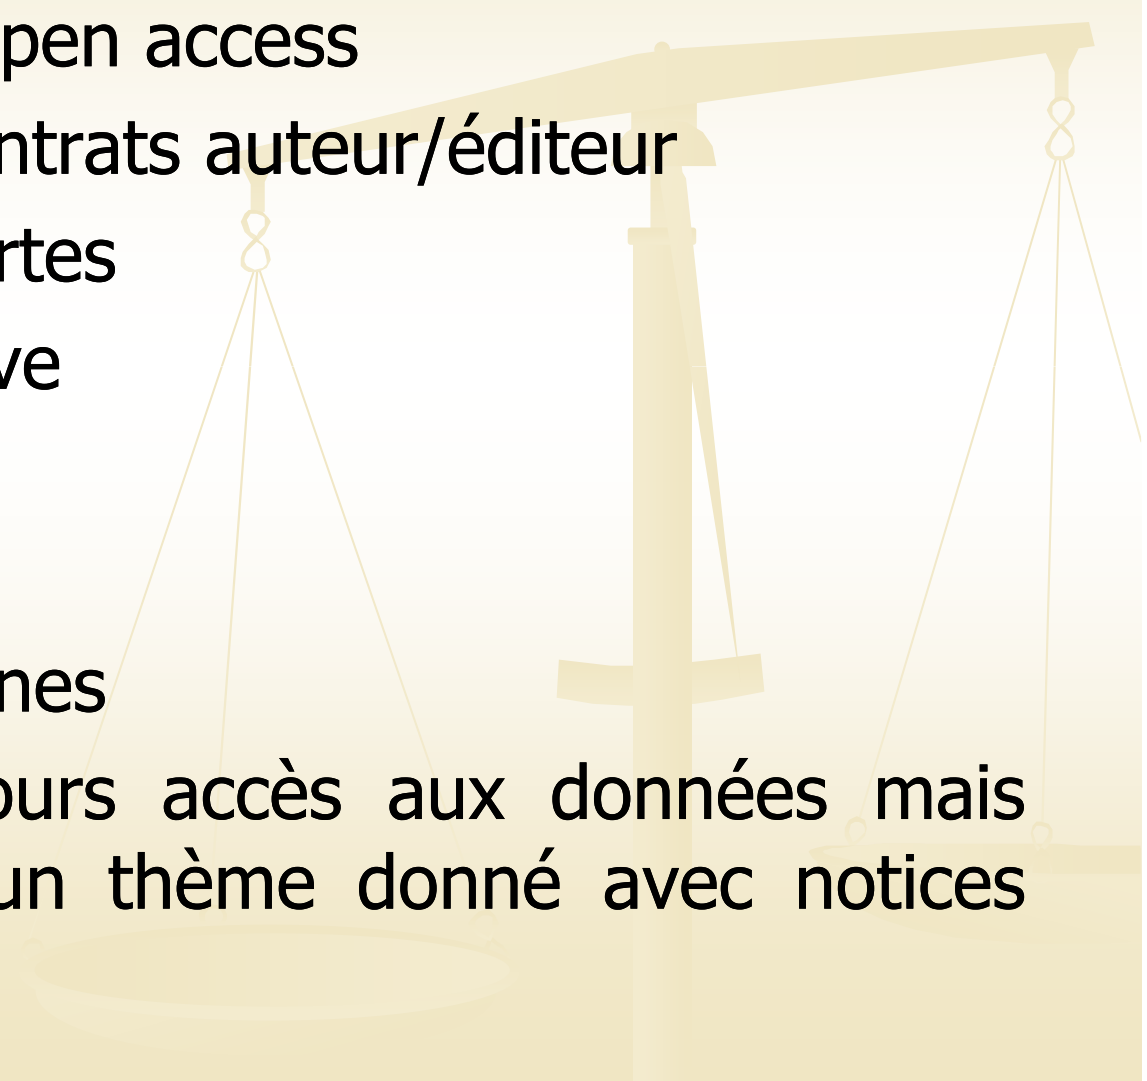 pen access
ntrats auteur/éditeur
rtes
ve
nes
ours accès aux données mais
un thème donné avec notices